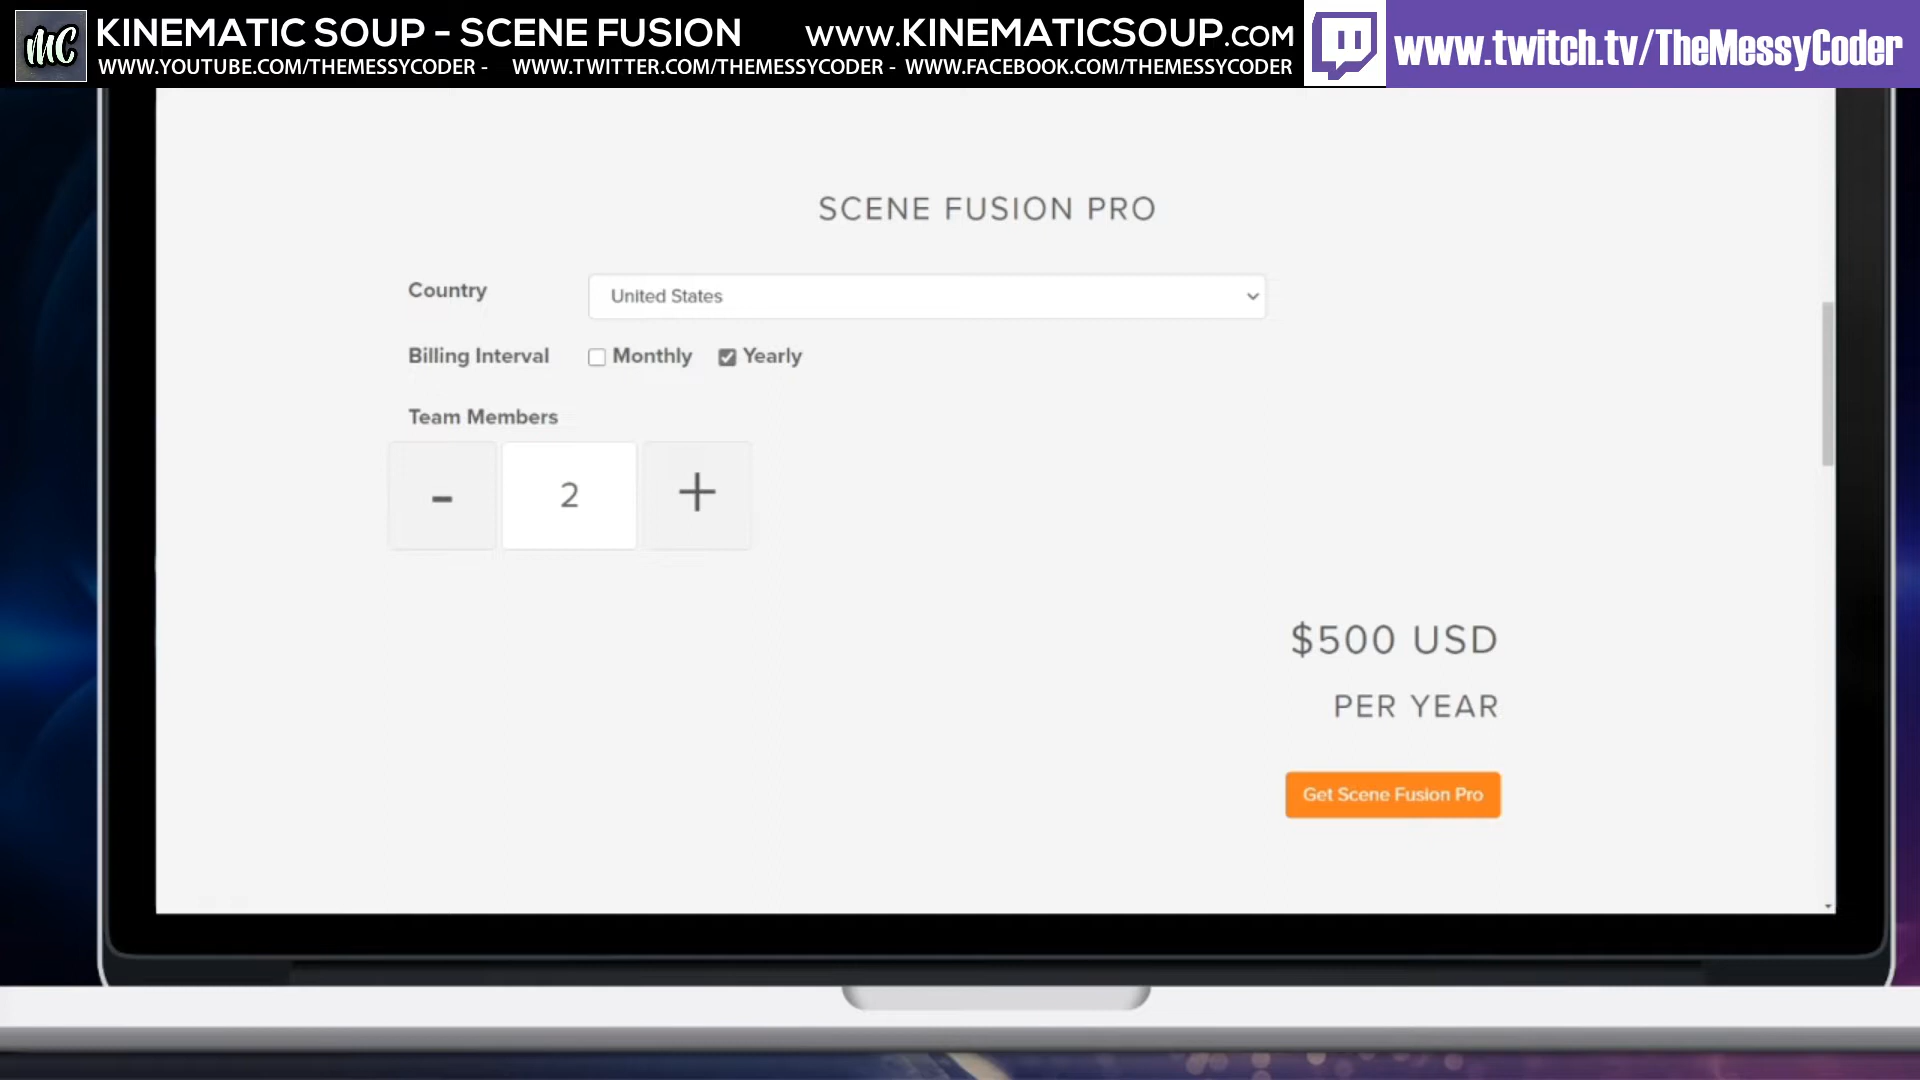 MC KINEMATIC SOUP - SCENE FUSION WWW.KINEMATICSOUP.COM www.twitch.tv/TheMessyCoder
WWW.YOUTUBE.COM/THEMESSYCODER - WWW.TWITTER.COM/THEMESSYCODER - WWW.FACEBOOK.COM/THEMESSYCODER
SCENE FUSION PRO
Country United States
Billing Interval Monthly Yearly
Team Members
- 2 +
$500 USD
PER YEAR
Get Scene Fusion Pro